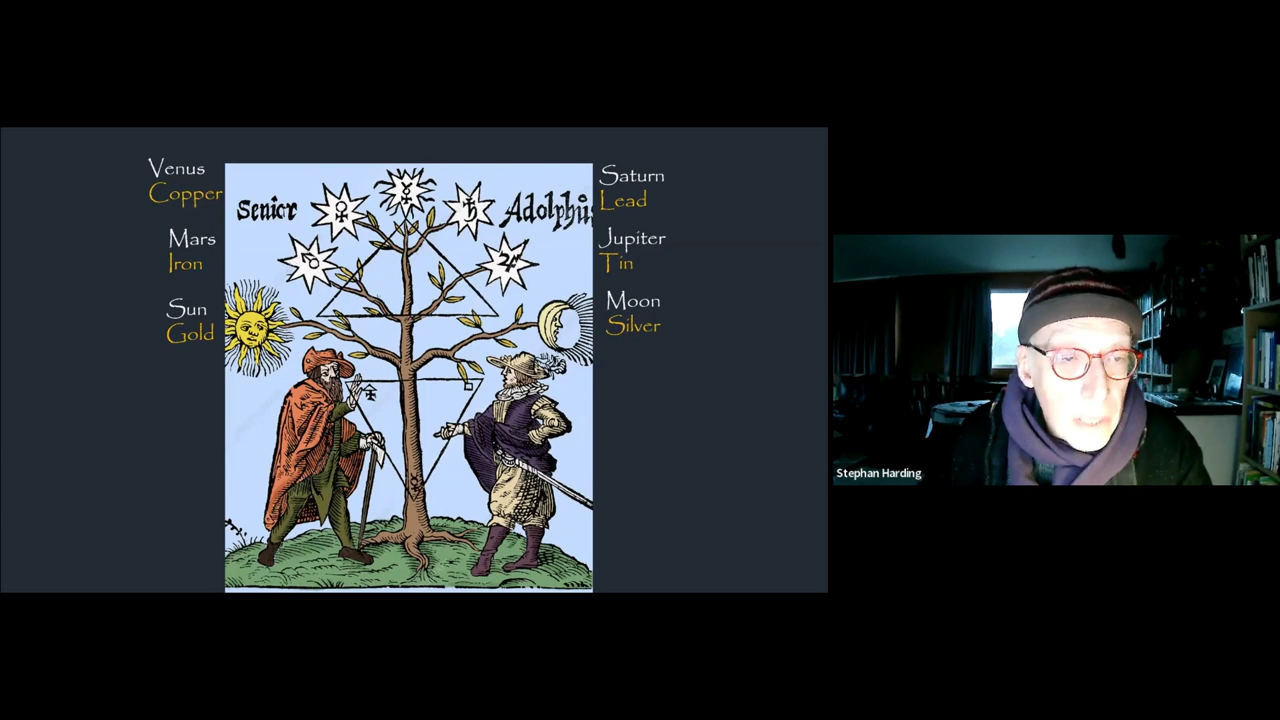 Venus
Copper
Mars
Iron
Sun
Gold
Senior
Adolphus
Saturn
Lead
Jupiter
Tin
Moon
Silver
Stephan Harding